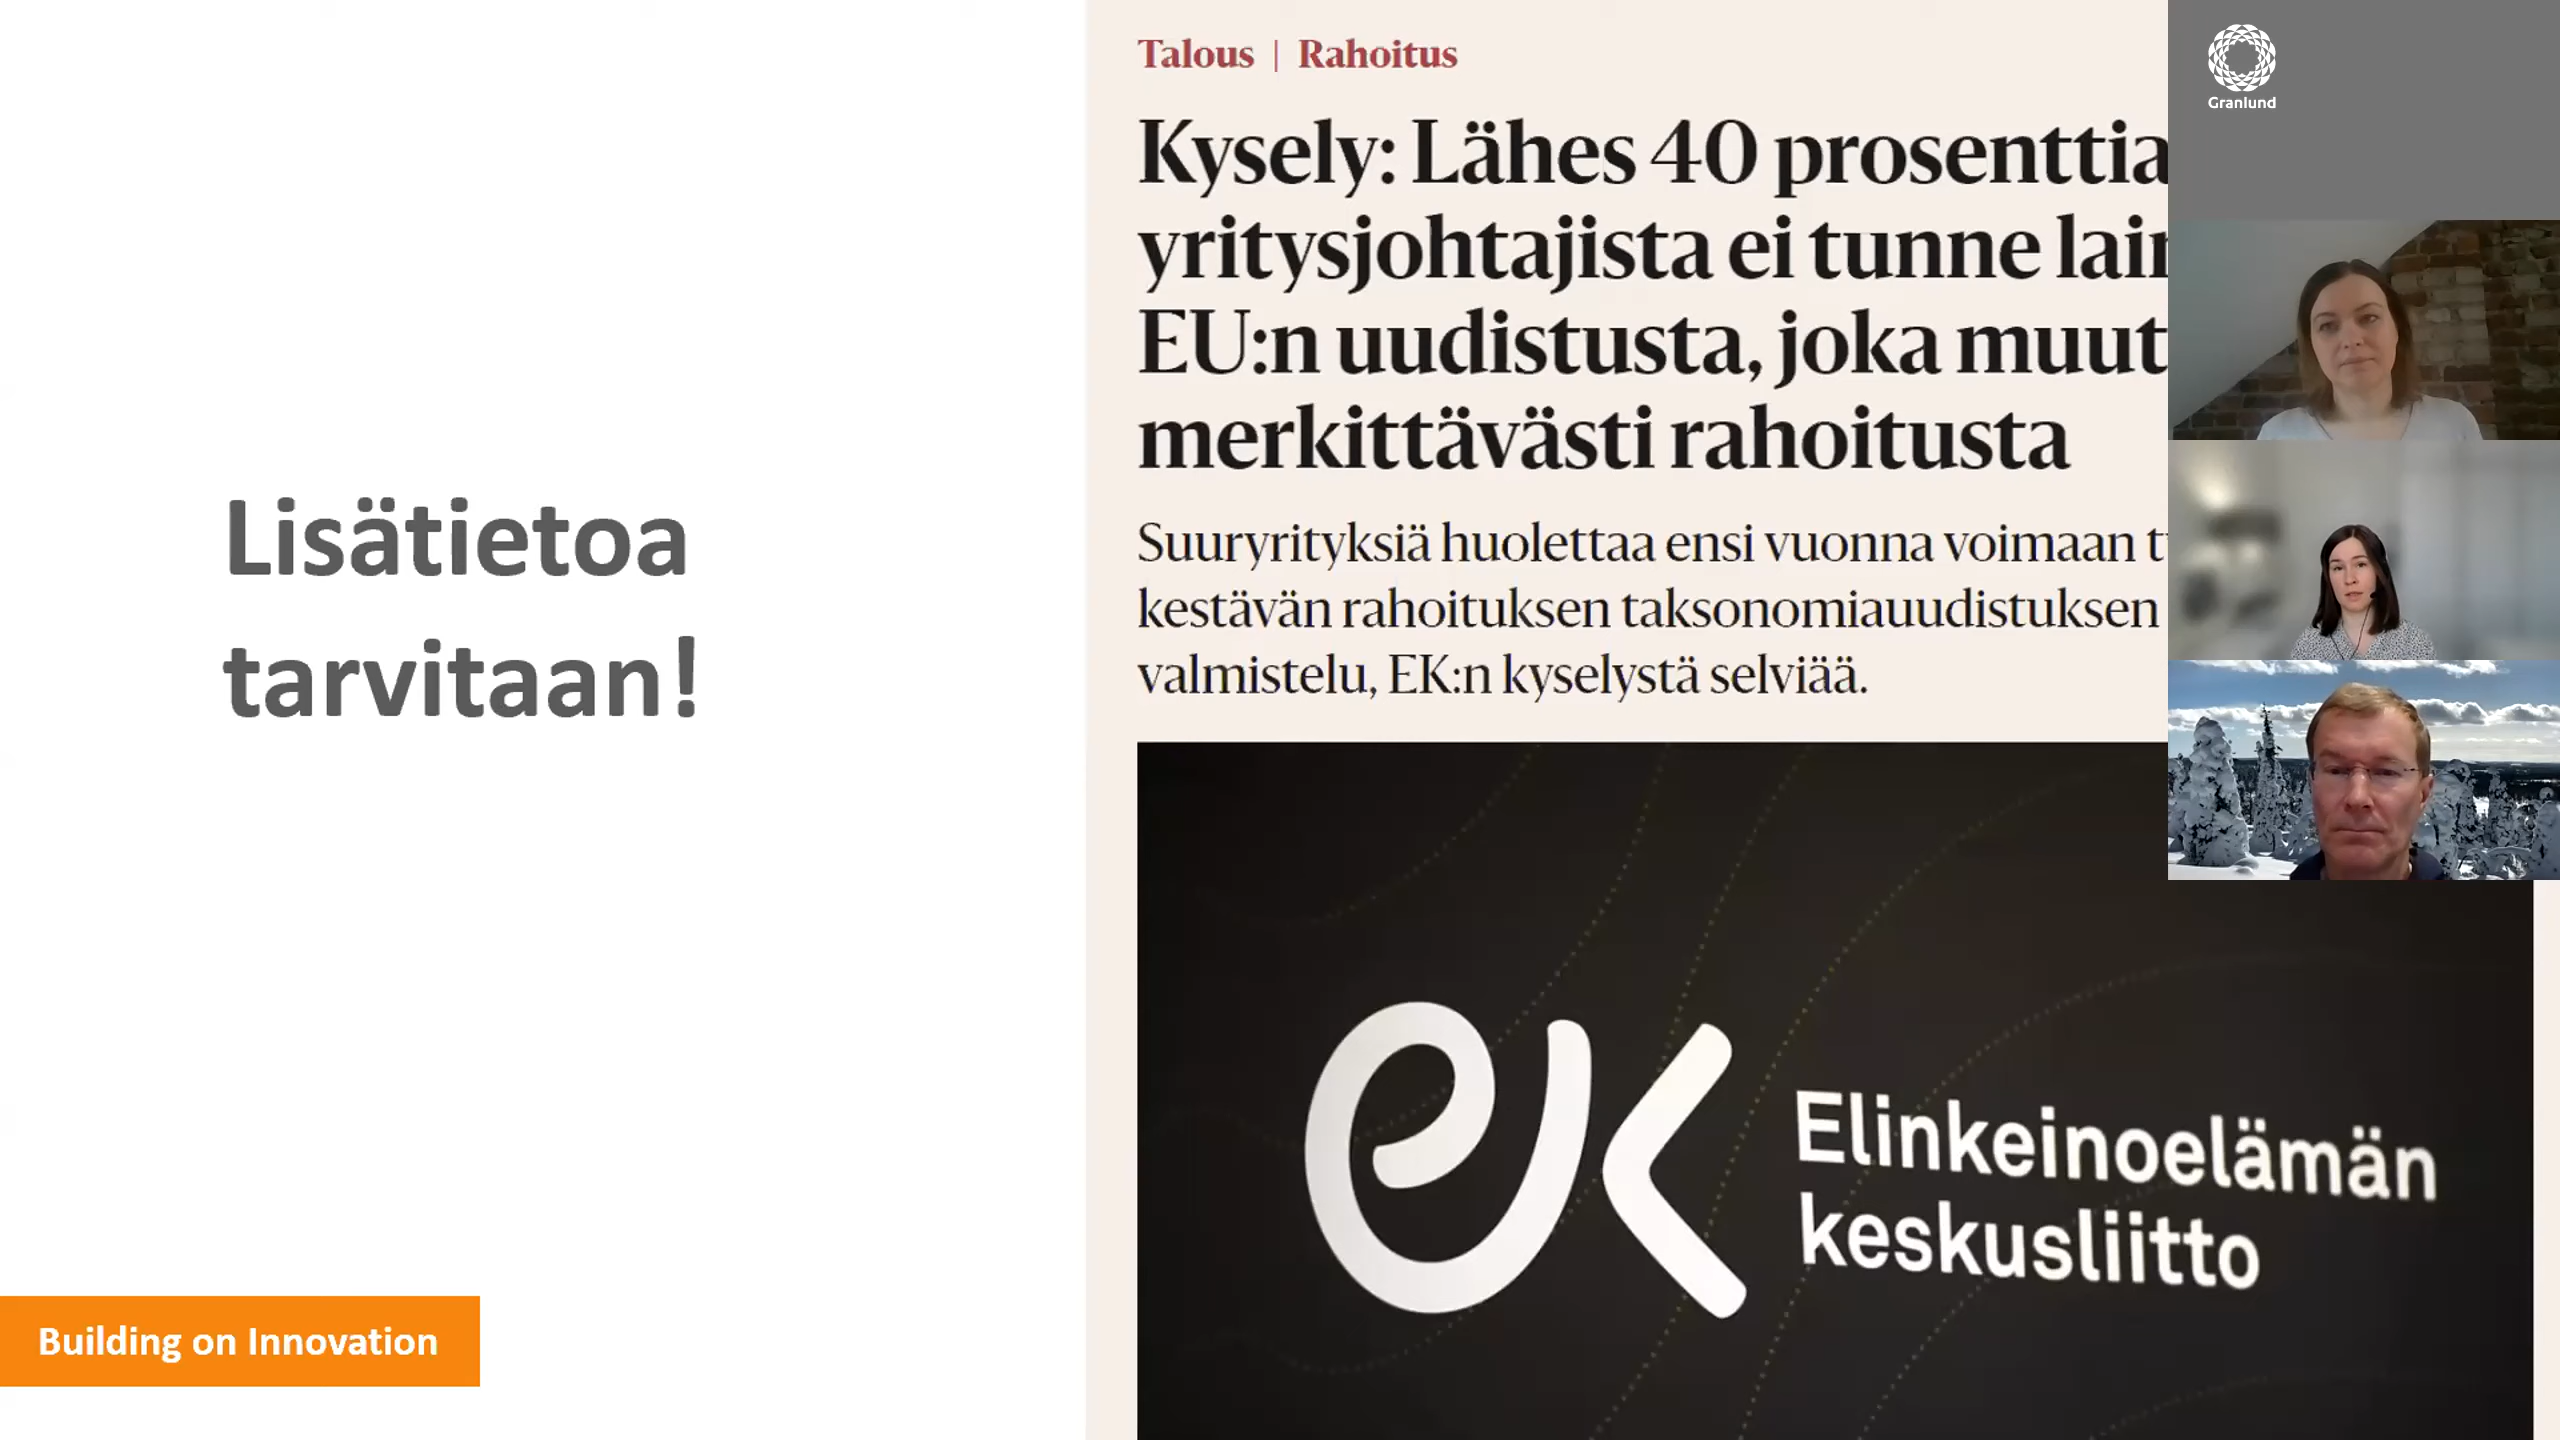 Lisätietoa
tarvitaan!
Building on Innovation
Talous | Rahoitus
Kysely: Lähes 40 prosenttia
yritysjohtajista ei tunne
EU:n uudistusta, joka
merkittävästi rahoitusta
Suuryrityksiä huolettaa ensi vuonna voimaan
kestävän rahoituksen taksonomiauudistuksen
valmistelu, EK:n kyselystä selviää.
ek
Elinkeinoelämän
keskusliitto
Granlund